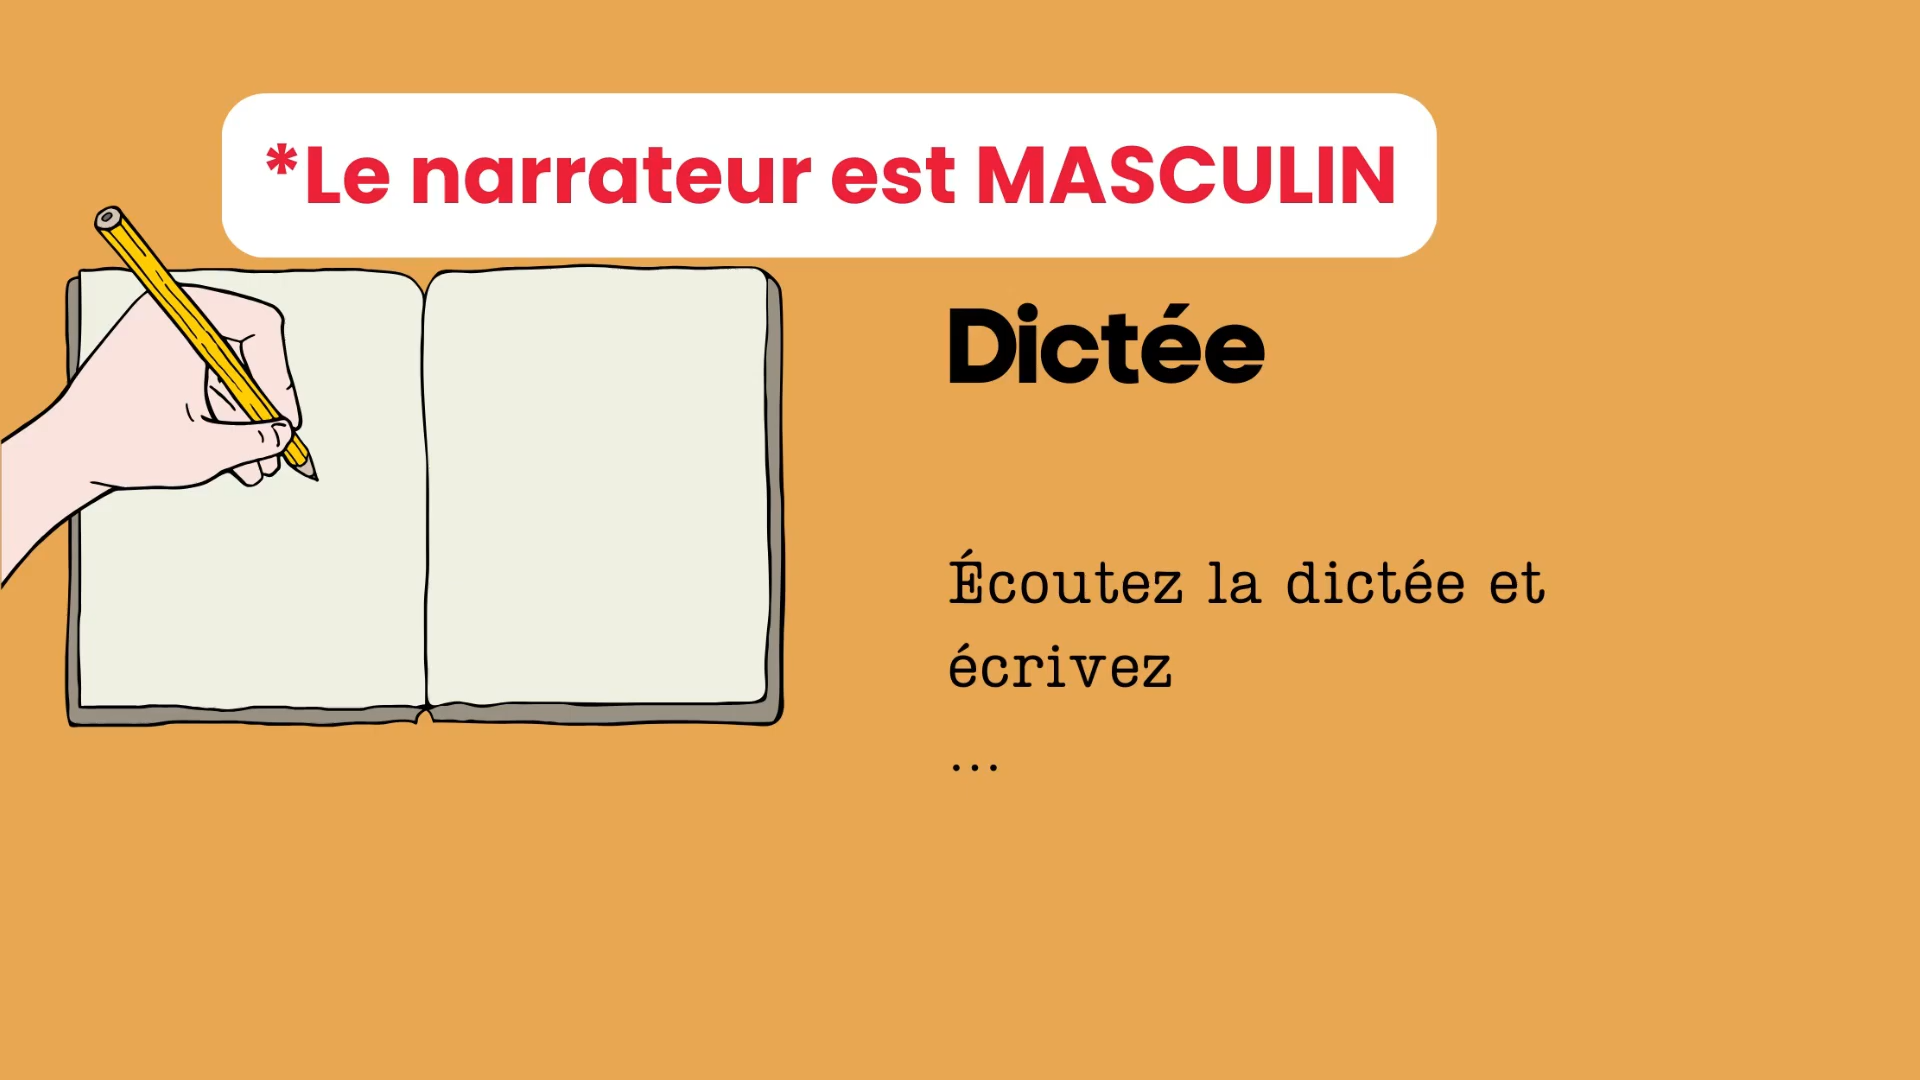 *Le narrateur est MASCULIN
Dictée
Écoutez la dictée et
écrivez
...